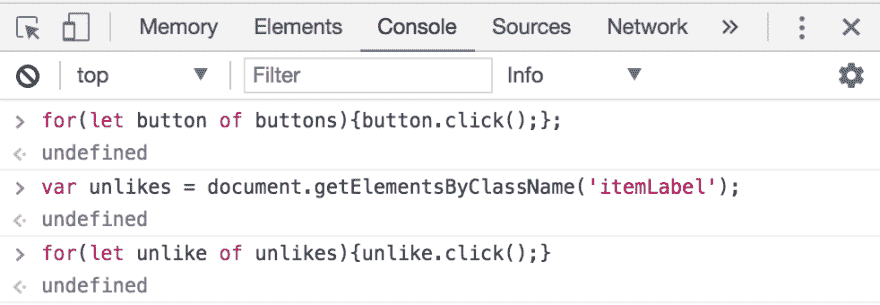 Memory Elements Console Sources Network »
top Filter Info
> for(let button of buttons){button.click();};
undefined
> var unlikes = document.getElementsByClassName('itemLabel');
undefined
> for(let unlike of unlikes){unlike.click();}
undefined